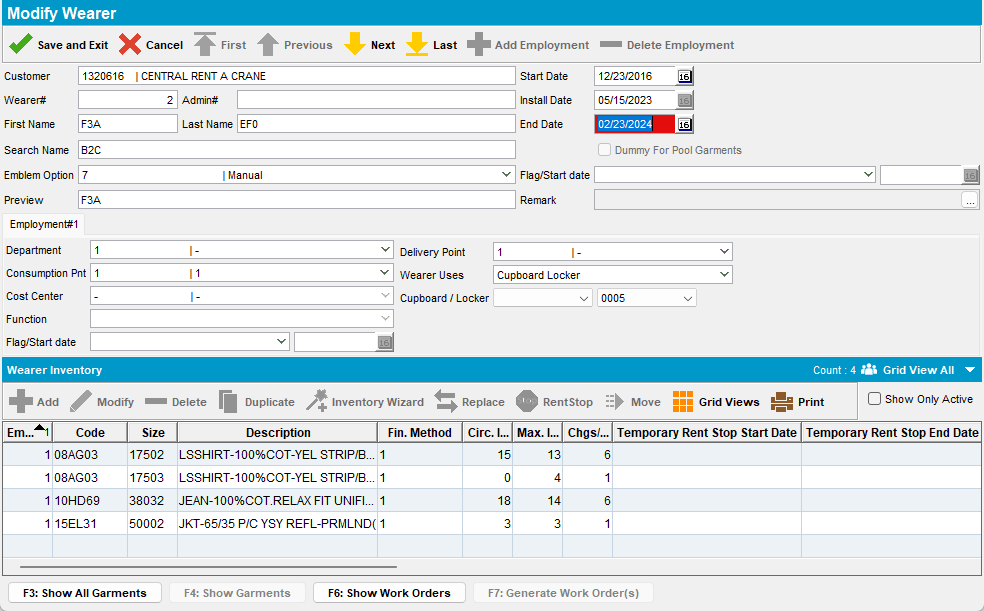 Modify Wearer
Save and Exit Cancel First Previous Next Last Add Employment Delete Employment
Customer 1320616 | CENTRAL RENT A CRANE Start Date 12/23/2016 16
Wearer# 2 Admin# Install Date 05/15/2023 16
First Name F3A Last Name EF0 End Date 02/23/2024 16
Search Name B2C Dummy For Pool Garments
Emblem Option 7 | Manual Flag/Start date 16
Preview F3A Remark ...
Employment#1
Department 1 | - Delivery Point 1 | -
Consumption Pnt 1 | 1 Wearer Uses Cupboard Locker
Cost Center - | - Cupboard / Locker 0005
Function
Flag/Start date 16
Wearer Inventory Count : 4 Grid View All
Add Modify Delete Duplicate Inventory Wizard Replace RentStop Move Grid Views Print Show Only Active
Em... 1 Code Size Description Fin. Method Circ. I... Max. I... Chgs/... Temporary Rent Stop Start Date Temporary Rent Stop End Date
1 08AG03 17502 LSSHIRT-100%COT-YEL STRIP/B... 1 15 13 6
1 08AG03 17503 LSSHIRT-100%COT-YEL STRIP/B... 1 0 4 1
1 10HD69 38032 JEAN-100%COT.RELAX FIT UNIFI... 1 18 14 6
1 15EL31 50002 JKT-65/35 P/C YSY REFL-PRMLND( 1 3 3 1
F3: Show All Garments F4: Show Garments F6: Show Work Orders F7: Generate Work Order(s)